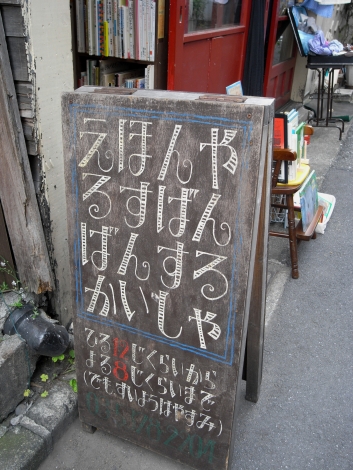 えほんや
るすばん
ばんする
かいしゃ
ひる12じくらいから
よる8じくらいまで
(でもすいようはやすみ)